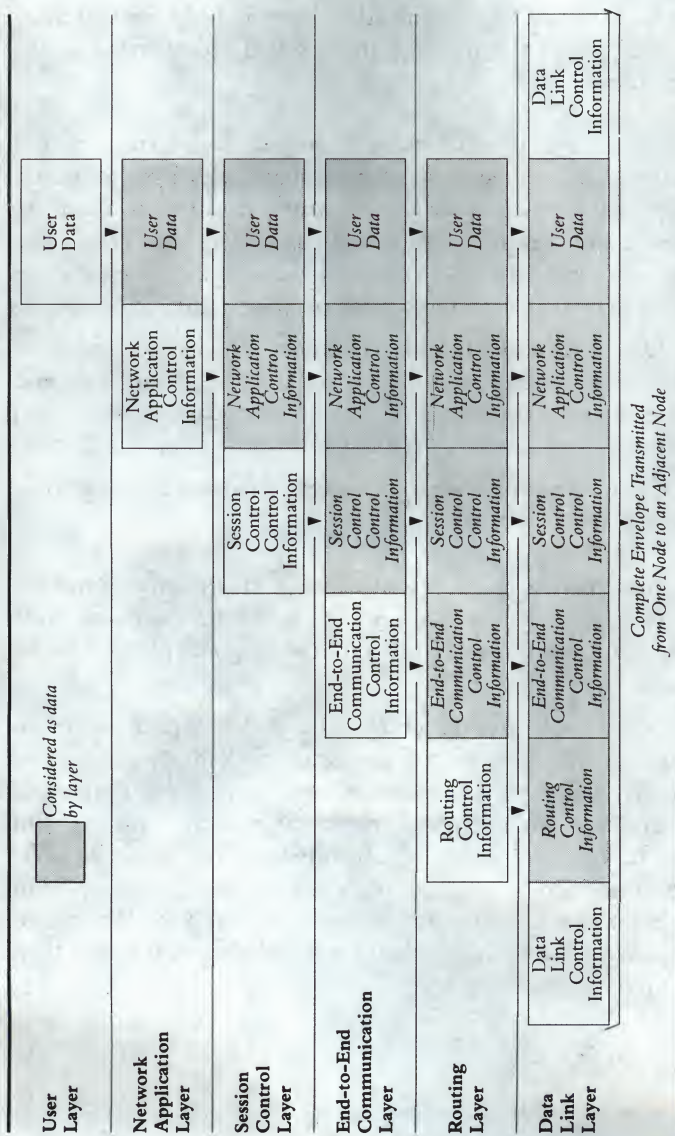 User
Layer
Considered as data
by layer
User
Data
Network
Application
Layer
Network
Application
Control
Information
User
Data
Session
Control
Layer
Session
Control
Control
Information
Network
Application
Control
Information
User
Data
End-to-End
Communication
Layer
End-to-End
Communication
Control
Information
Session
Control
Control
Information
Network
Application
Control
Information
User
Data
Routing
Layer
Routing
Control
Information
End-to-End
Communication
Control
Information
Session
Control
Control
Information
Network
Application
Control
Information
User
Data
Data
Link
Layer
Data
Link
Control
Information
Routing
Control
Information
End-to-End
Communication
Control
Information
Session
Control
Control
Information
Network
Application
Control
Information
User
Data
Data
Link
Control
Information
Complete Envelope Transmitted
from One Node to an Adjacent Node